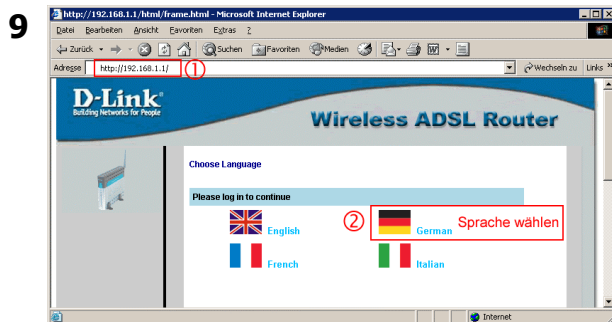 9
http://192.168.1.1/html/frame.html - Microsoft Internet Explorer
Datei Bearbeiten Ansicht Favoriten Extras ?
Zurück Suchen Favoriten Medien
Adresse http://192.168.1.1/ ① Wechseln zu Links »
D-Link®
Building Networks for People
Wireless ADSL Router
Choose Language
Please log in to continue
English ② German Sprache wählen
French Italian
Internet